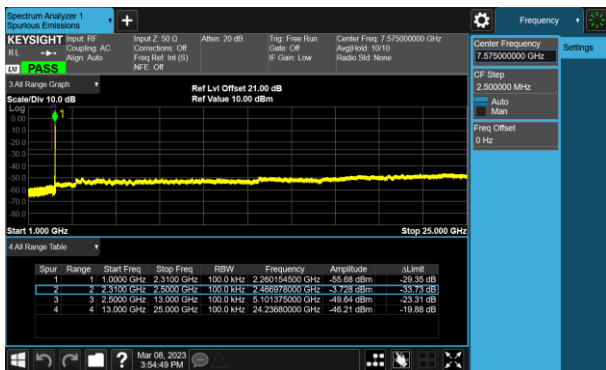 Spectrum Analyzer 1
Spurious Emissions
+
Frequency
KEYSIGHT
Input: RF
Coupling: AC
Align: Auto
Input Z: 50 Ω
Corrections: Off
Freq Ref: Int (S)
NFE: Off
Atten: 20 dB
Trig: Free Run
Gate: Off
IF Gain: Low
Center Freq: 7.575000000 GHz
Avg|Hold: 10/10
Radio Std: None
RL
LXI
PASS
Center Frequency
7.575000000 GHz
Settings
CF Step
2.500000 MHz
Auto
Man
Freq Offset
0 Hz
3 All Range Graph
Scale/Div 10.0 dB
Ref Lvl Offset 21.00 dB
Ref Value 10.00 dBm
Log
1
0.00
-10.0
-20.0
-30.0
-40.0
-50.0
-60.0
-70.0
-80.0
Start 1.000 GHz
Stop 25.000 GHz
4 All Range Table
Spur Range Start Freq Stop Freq RBW Frequency Amplitude ΔLimit
1 1 1.0000 GHz 2.3100 GHz 100.0 kHz 2.260154500 GHz -55.68 dBm -29.35 dB
2 2 2.3100 GHz 2.5000 GHz 100.0 kHz 2.466978000 GHz -3.728 dBm -33.73 dB
3 3 2.5000 GHz 13.000 GHz 100.0 kHz 5.101375000 GHz -49.64 dBm -23.31 dB
4 4 13.000 GHz 25.000 GHz 100.0 kHz 24.23680000 GHz -46.21 dBm -19.88 dB
?
Mar 08, 2023
3:54:49 PM